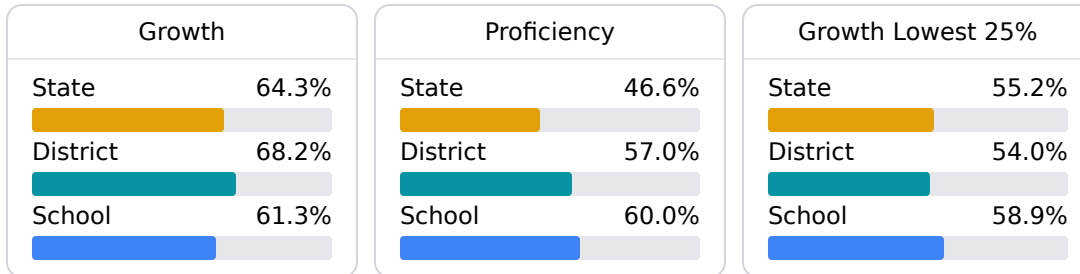 Growth
State 64.3%
District 68.2%
School 61.3%
Proficiency
State 46.6%
District 57.0%
School 60.0%
Growth Lowest 25%
State 55.2%
District 54.0%
School 58.9%